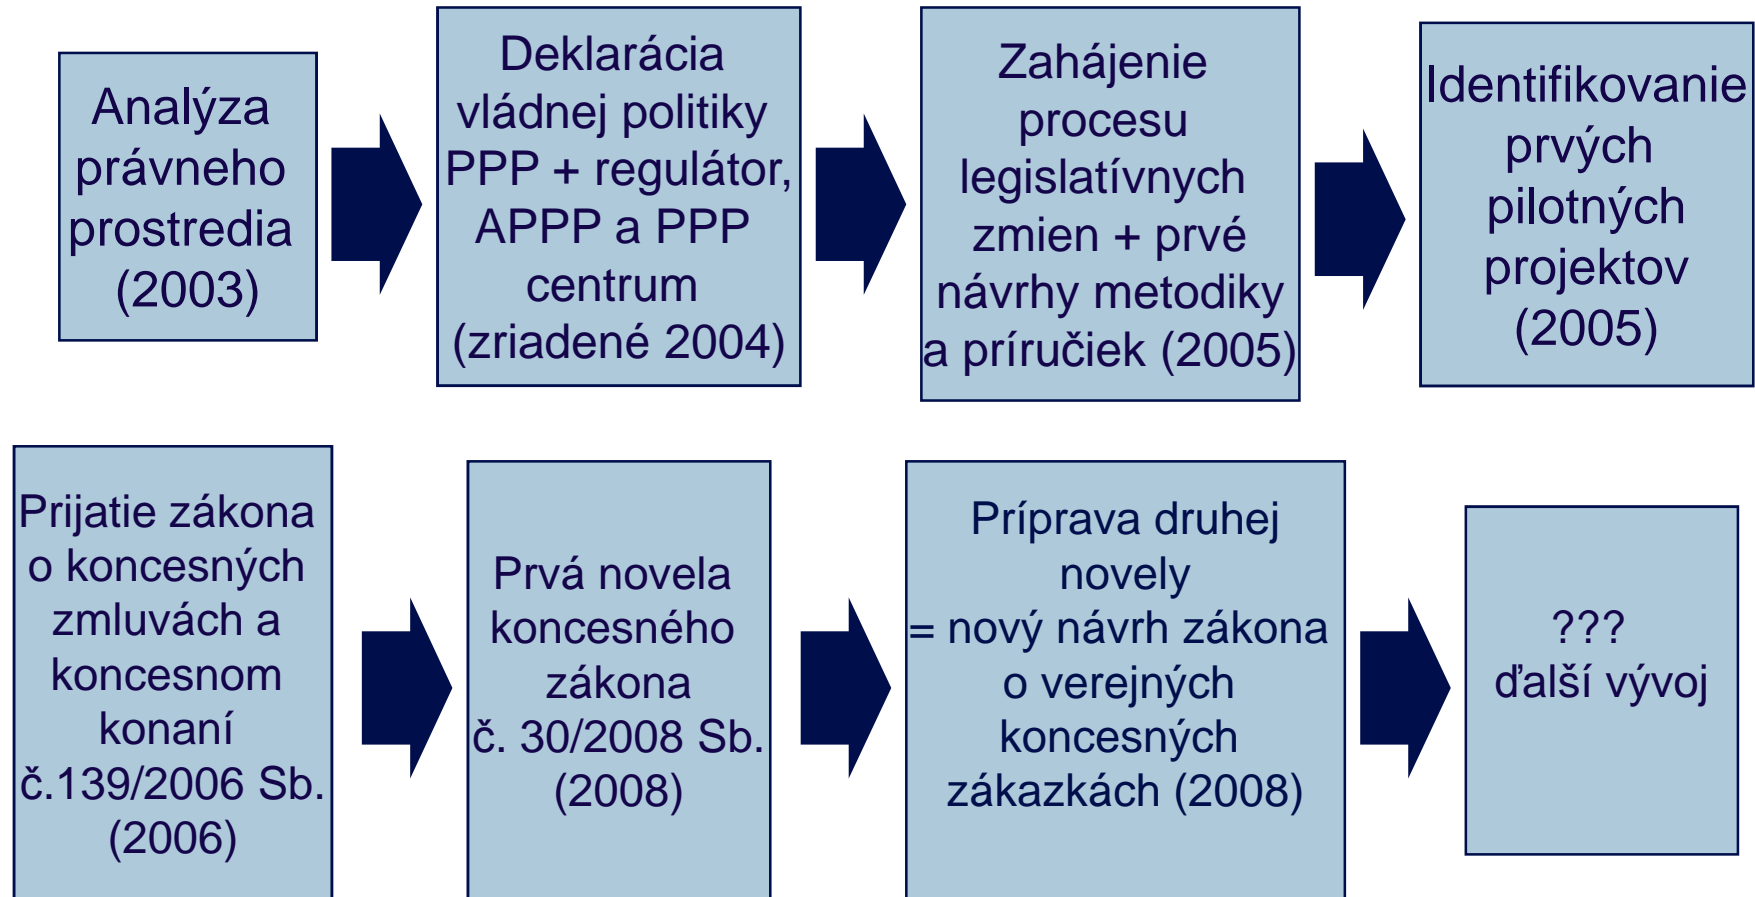 Analýza
právneho
prostredia
(2003)
Deklarácia
vládnej politiky
PPP + regulátor,
APPP a PPP
centrum
(zriadené 2004)
Zahájenie
procesu
legislatívnych
zmien + prvé
návrhy metodiky
a príručiek (2005)
Identifikovanie
prvých
pilotných
projektov
(2005)
Prijatie zákona
o koncesných
zmluvách a
koncesnom
konaní
č.139/2006 Sb.
(2006)
Prvá novela
koncesného
zákona
č. 30/2008 Sb.
(2008)
Príprava druhej
novely
= nový návrh zákona
o verejných
koncesných
zákazkách (2008)
???
ďalší vývoj